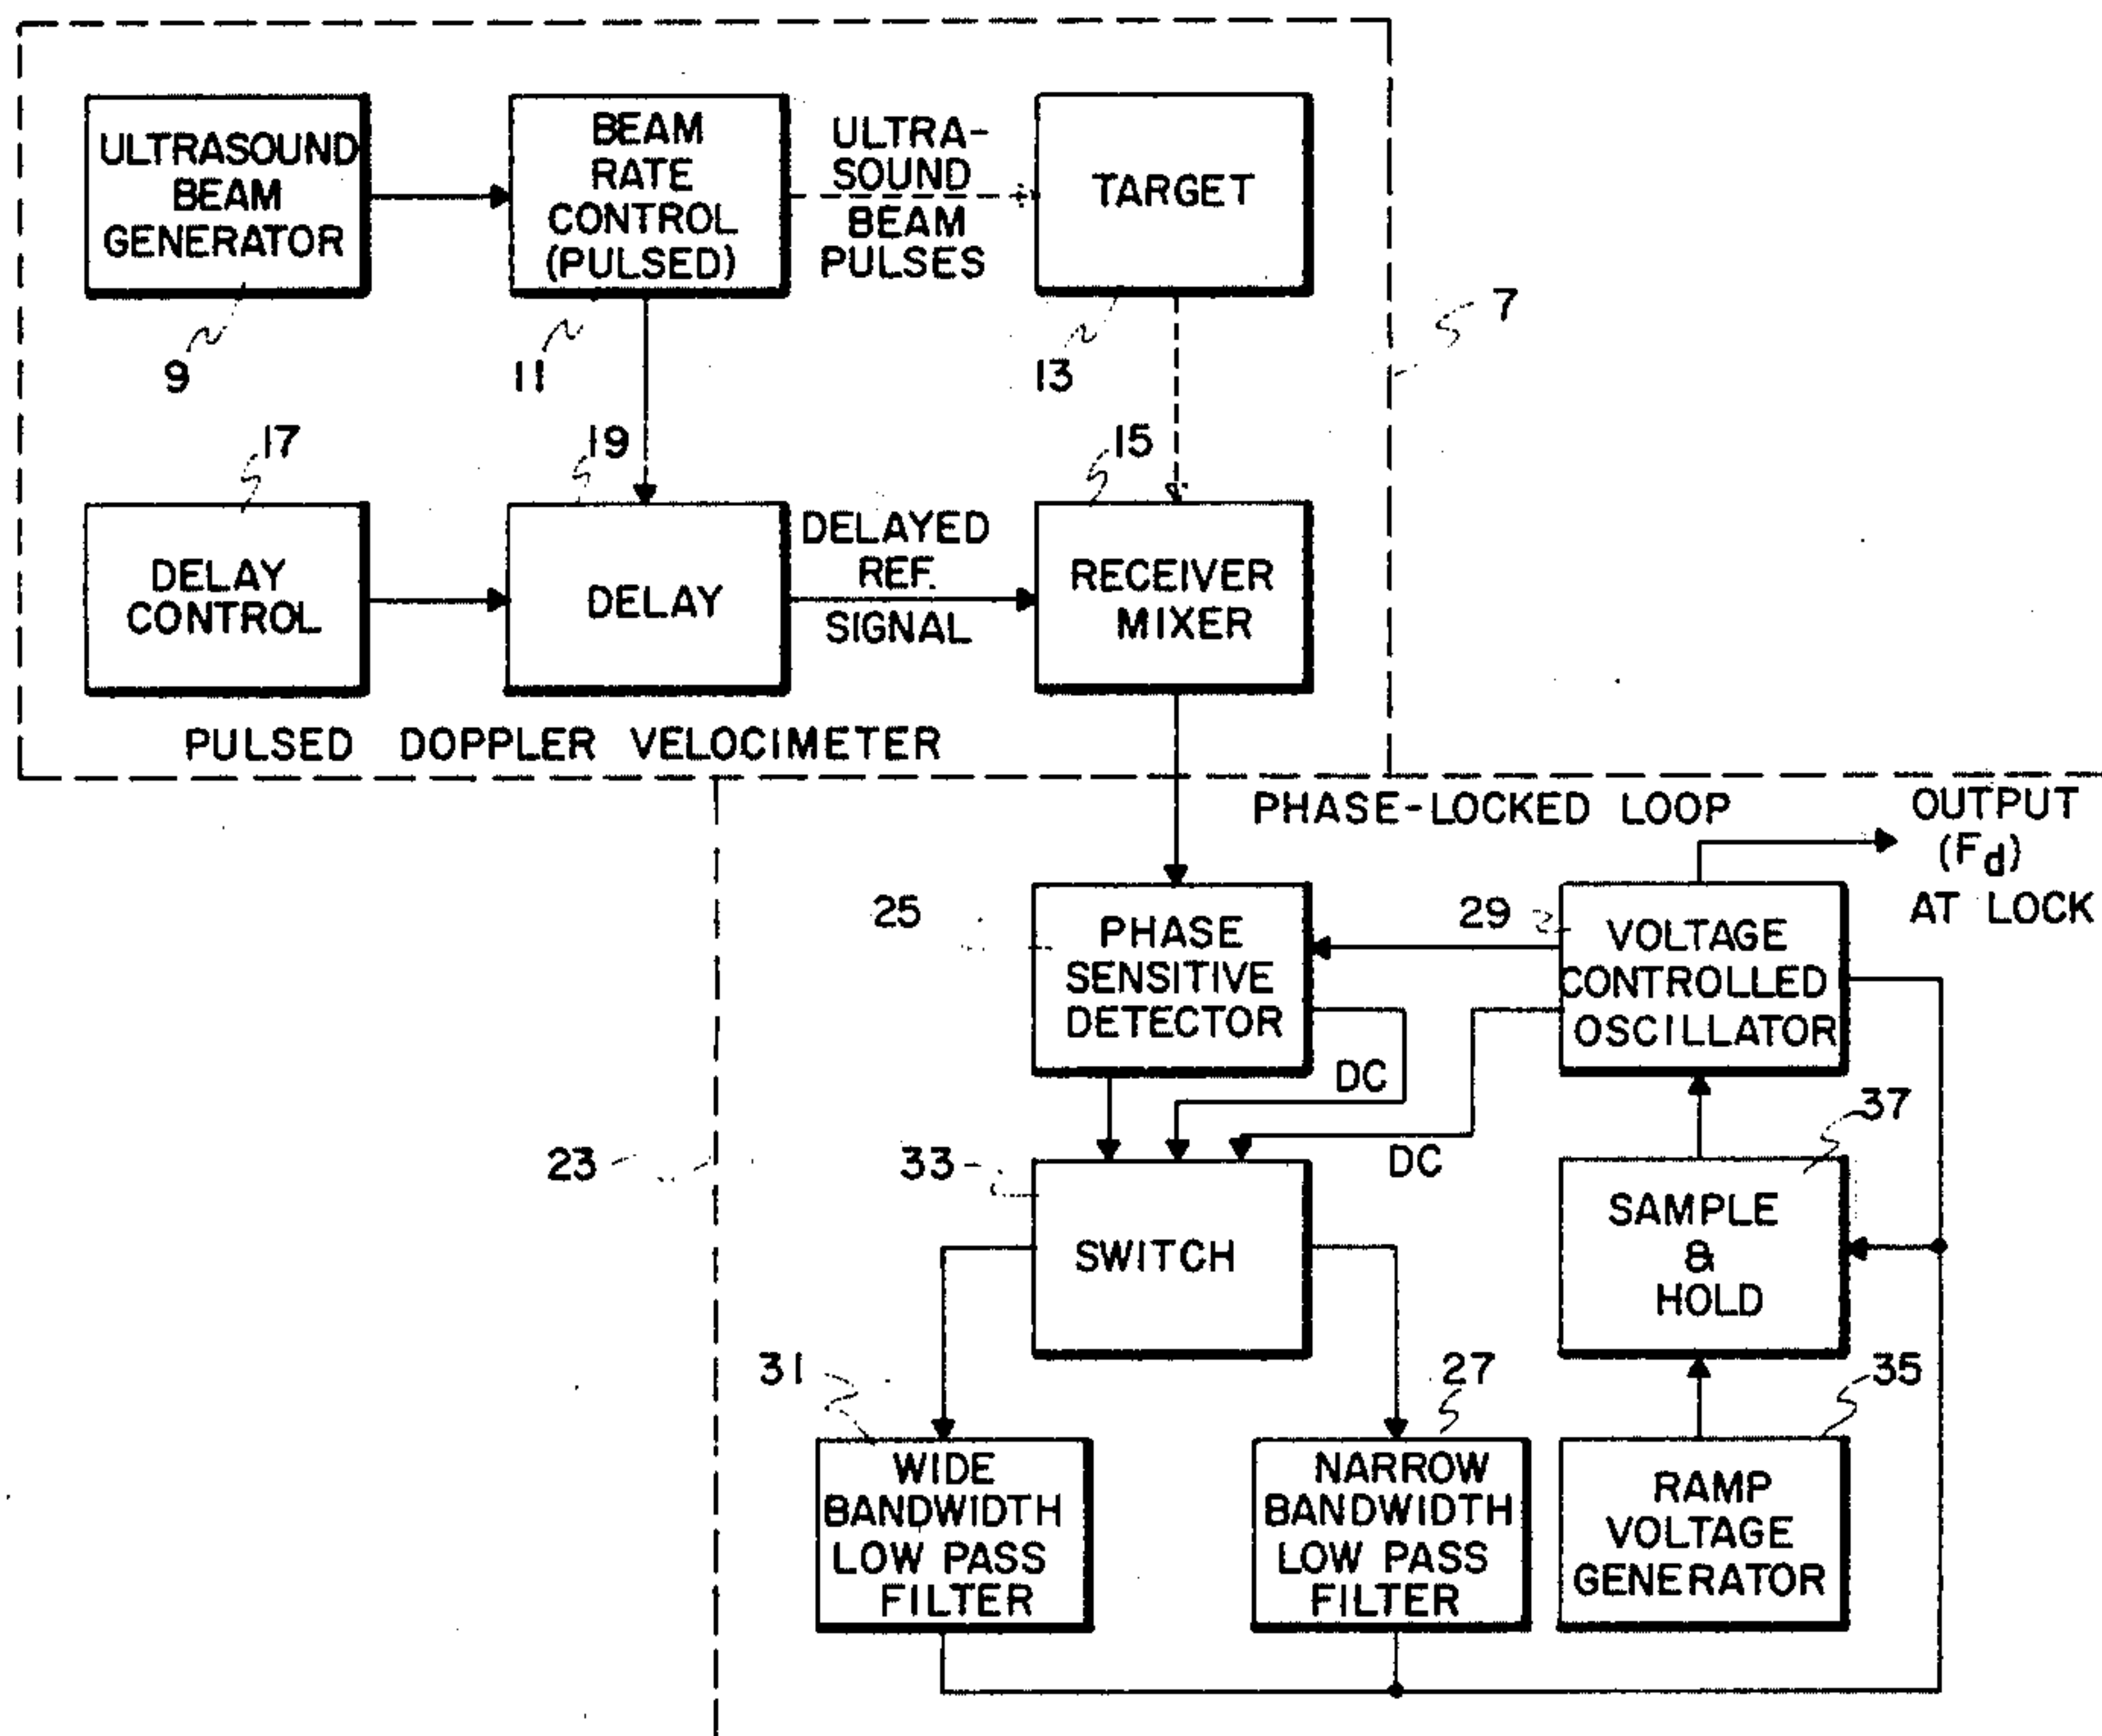 ULTRASOUND
BEAM
GENERATOR
9
BEAM
RATE
CONTROL
(PULSED)
11
ULTRA-
SOUND
BEAM
PULSES
TARGET
13
7
17
DELAY
CONTROL
19
DELAY
DELAYED
REF.
SIGNAL
15
RECEIVER
MIXER
PULSED DOPPLER VELOCIMETER
PHASE-LOCKED LOOP
OUTPUT
(Fd)
AT LOCK
25
PHASE
SENSITIVE
DETECTOR
29
VOLTAGE
CONTROLLED
OSCILLATOR
DC
DC
23
33
SWITCH
37
SAMPLE
&
HOLD
31
WIDE
BANDWIDTH
LOW PASS
FILTER
27
NARROW
BANDWIDTH
LOW PASS
FILTER
35
RAMP
VOLTAGE
GENERATOR